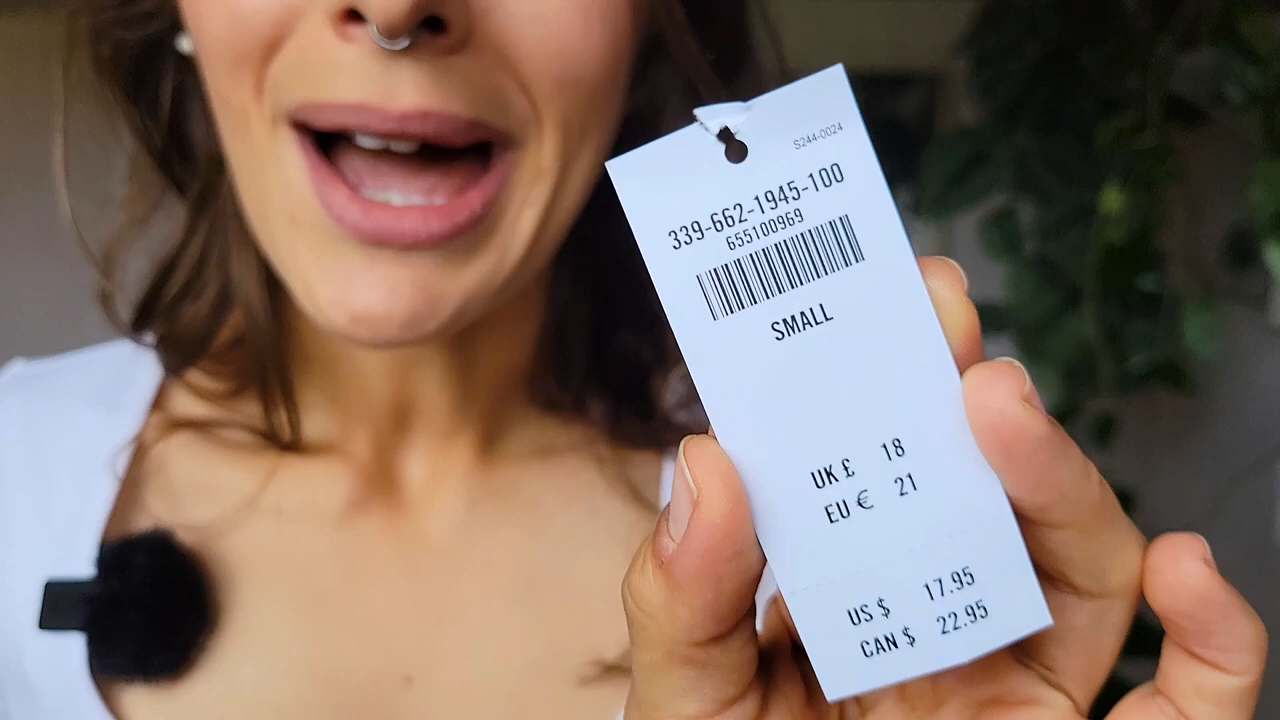 S244-0024
339-662-1945-100
655100969
SMALL
UK £ 18
EU € 21
US $ 17.95
CAN $ 22.95